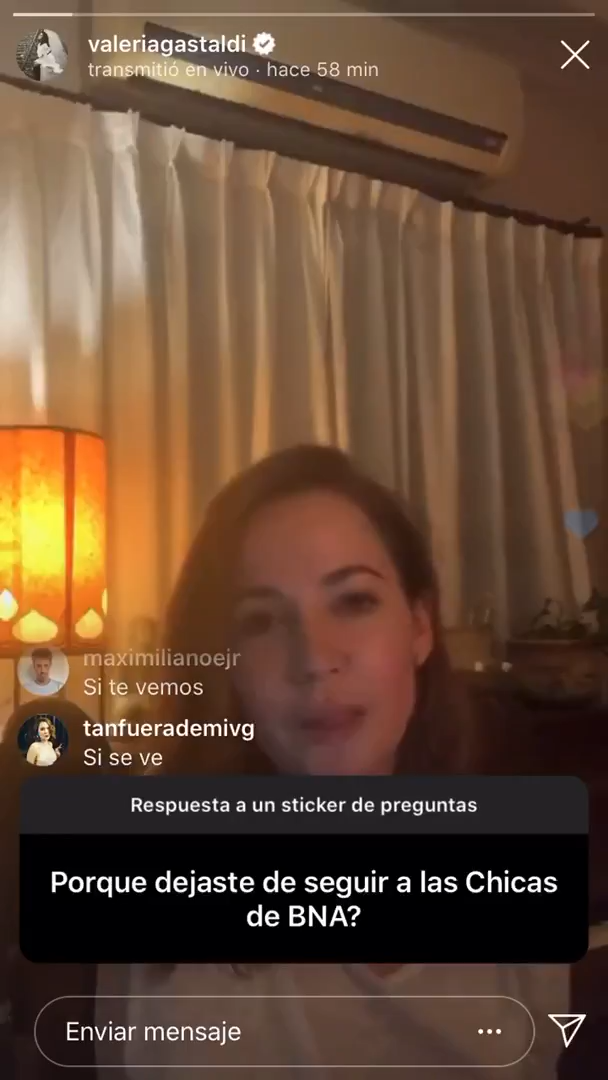 valeriagastaldi
transmitió en vivo · hace 58 min
maximilianoejr
Si te vemos
tanfuerademivg
Si se ve
Respuesta a un sticker de preguntas
Porque dejaste de seguir a las Chicas
de BNA?
Enviar mensaje